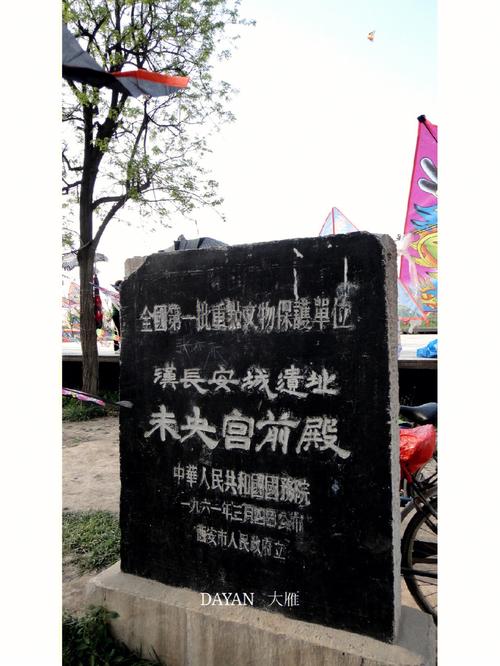 全國第一批重點文物保護單位
漢長安城遺址
未央宮前殿
中華人民共和國國務院
一九六一年三月四日公布
西安市人民政府立
DAYAN 大雁